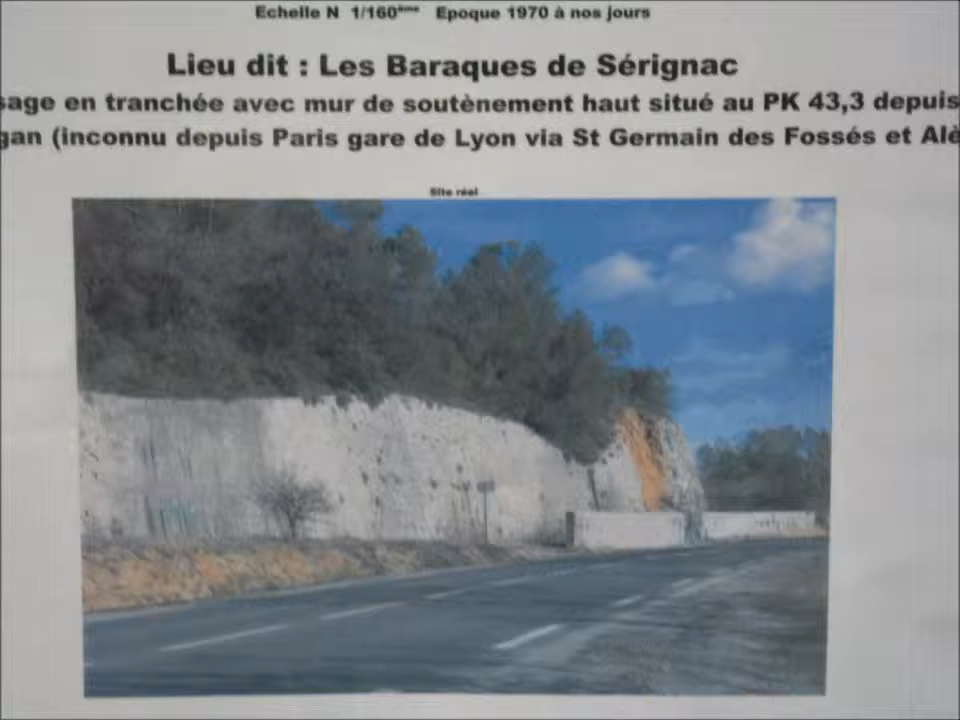 Echelle N 1/160ème Epoque 1970 à nos jours
Lieu dit : Les Baraques de Sérignac
sage en tranchée avec mur de soutènement haut situé au PK 43,3 depuis
gan (inconnu depuis Paris gare de Lyon via St Germain des Fossés et Alè
Site réel